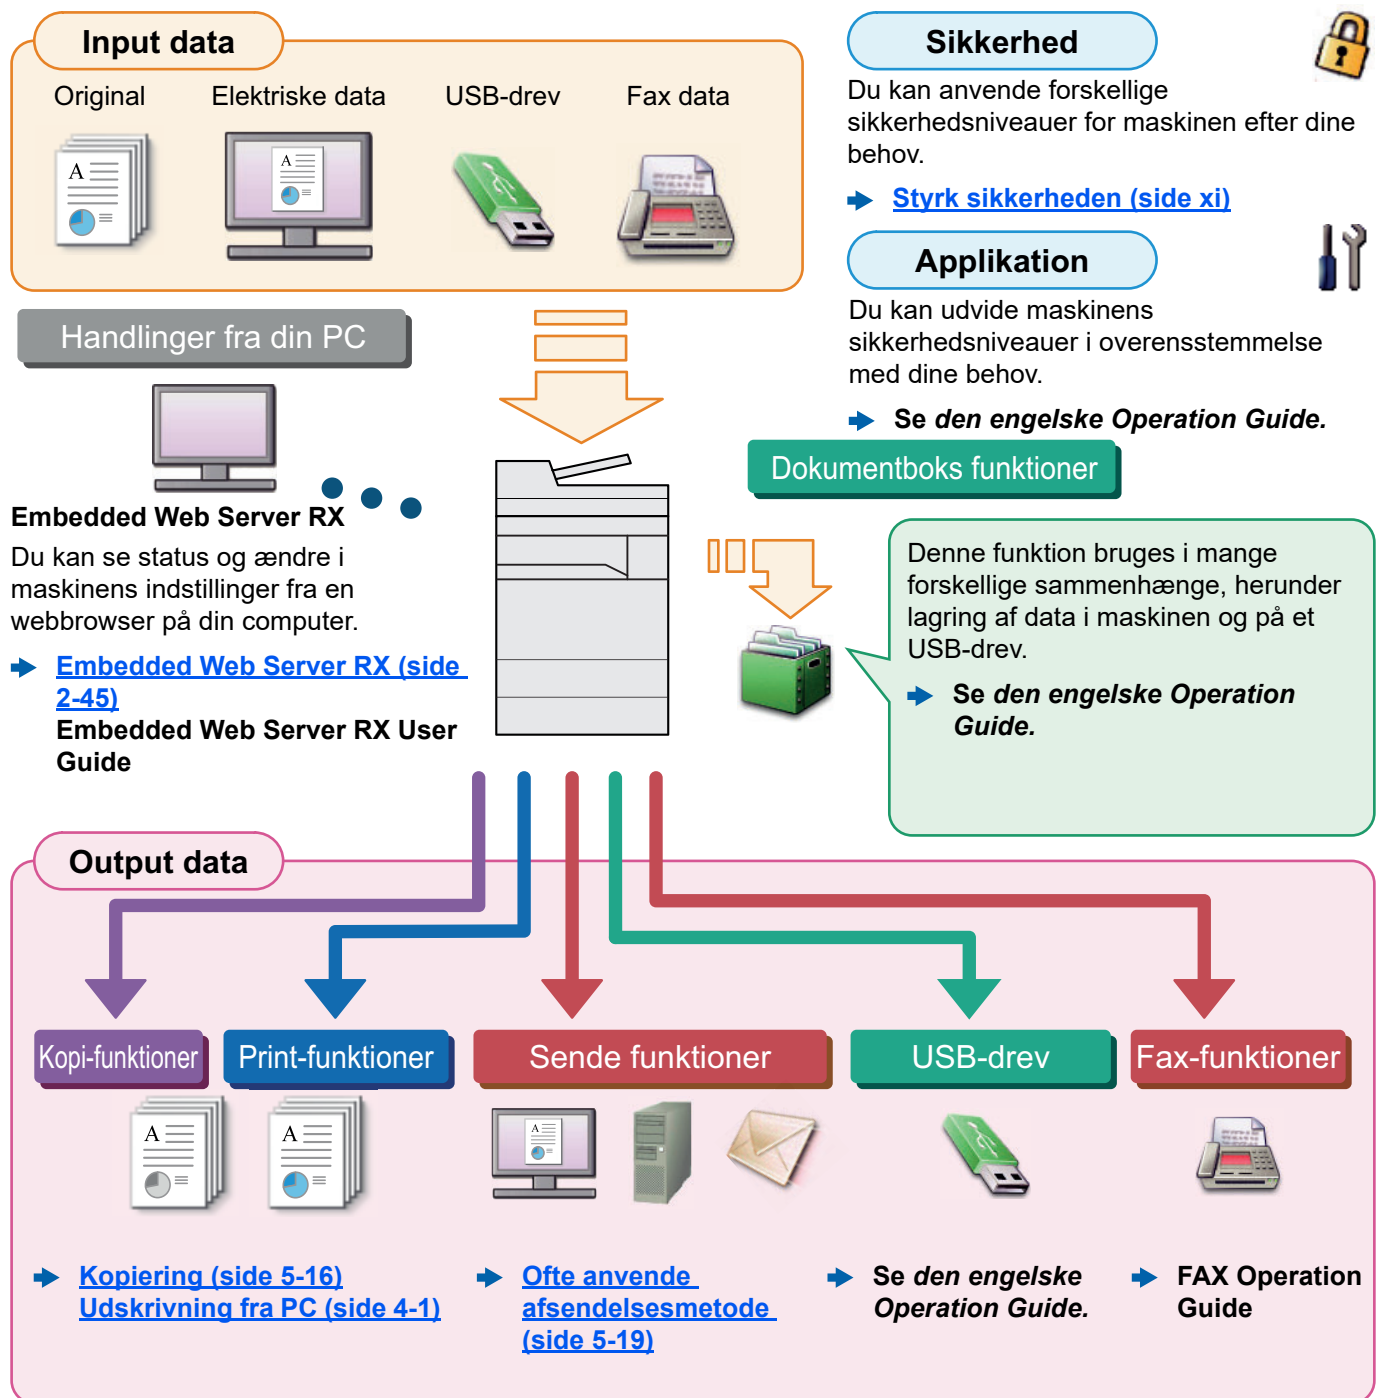 Input data
Original
Elektriske data
USB-drev
Fax data
Sikkerhed
Du kan anvende forskellige
sikkerhedsniveauer for maskinen efter dine
behov.
Styrk sikkerheden (side xi)
Applikation
Du kan udvide maskinens
sikkerhedsniveauer i overensstemmelse
med dine behov.
Se den engelske Operation Guide.
Handlinger fra din PC
Embedded Web Server RX
Du kan se status og ændre i
maskinens indstillinger fra en
webbrowser på din computer.
Embedded Web Server RX (side
2-45)
Embedded Web Server RX User
Guide
Dokumentboks funktioner
Denne funktion bruges i mange
forskellige sammenhænge, herunder
lagring af data i maskinen og på et
USB-drev.
Se den engelske Operation
Guide.
Output data
Kopi-funktioner
Print-funktioner
Sende funktioner
USB-drev
Fax-funktioner
Kopiering (side 5-16)
Udskrivning fra PC (side 4-1)
Ofte anvende
afsendelsesmetode
(side 5-19)
Se den engelske
Operation Guide.
FAX Operation
Guide